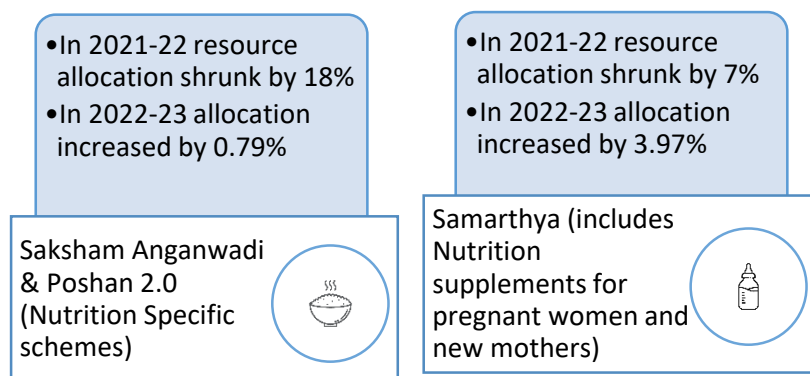 •In 2021-22 resource
allocation shrunk by 18%
•In 2022-23 allocation
increased by 0.79%
Saksham Anganwadi
& Poshan 2.0
(Nutrition Specific
schemes)
•In 2021-22 resource
allocation shrunk by 7%
•In 2022-23 allocation
increased by 3.97%
Samarthya (includes
Nutrition
supplements for
pregnant women and
new mothers)